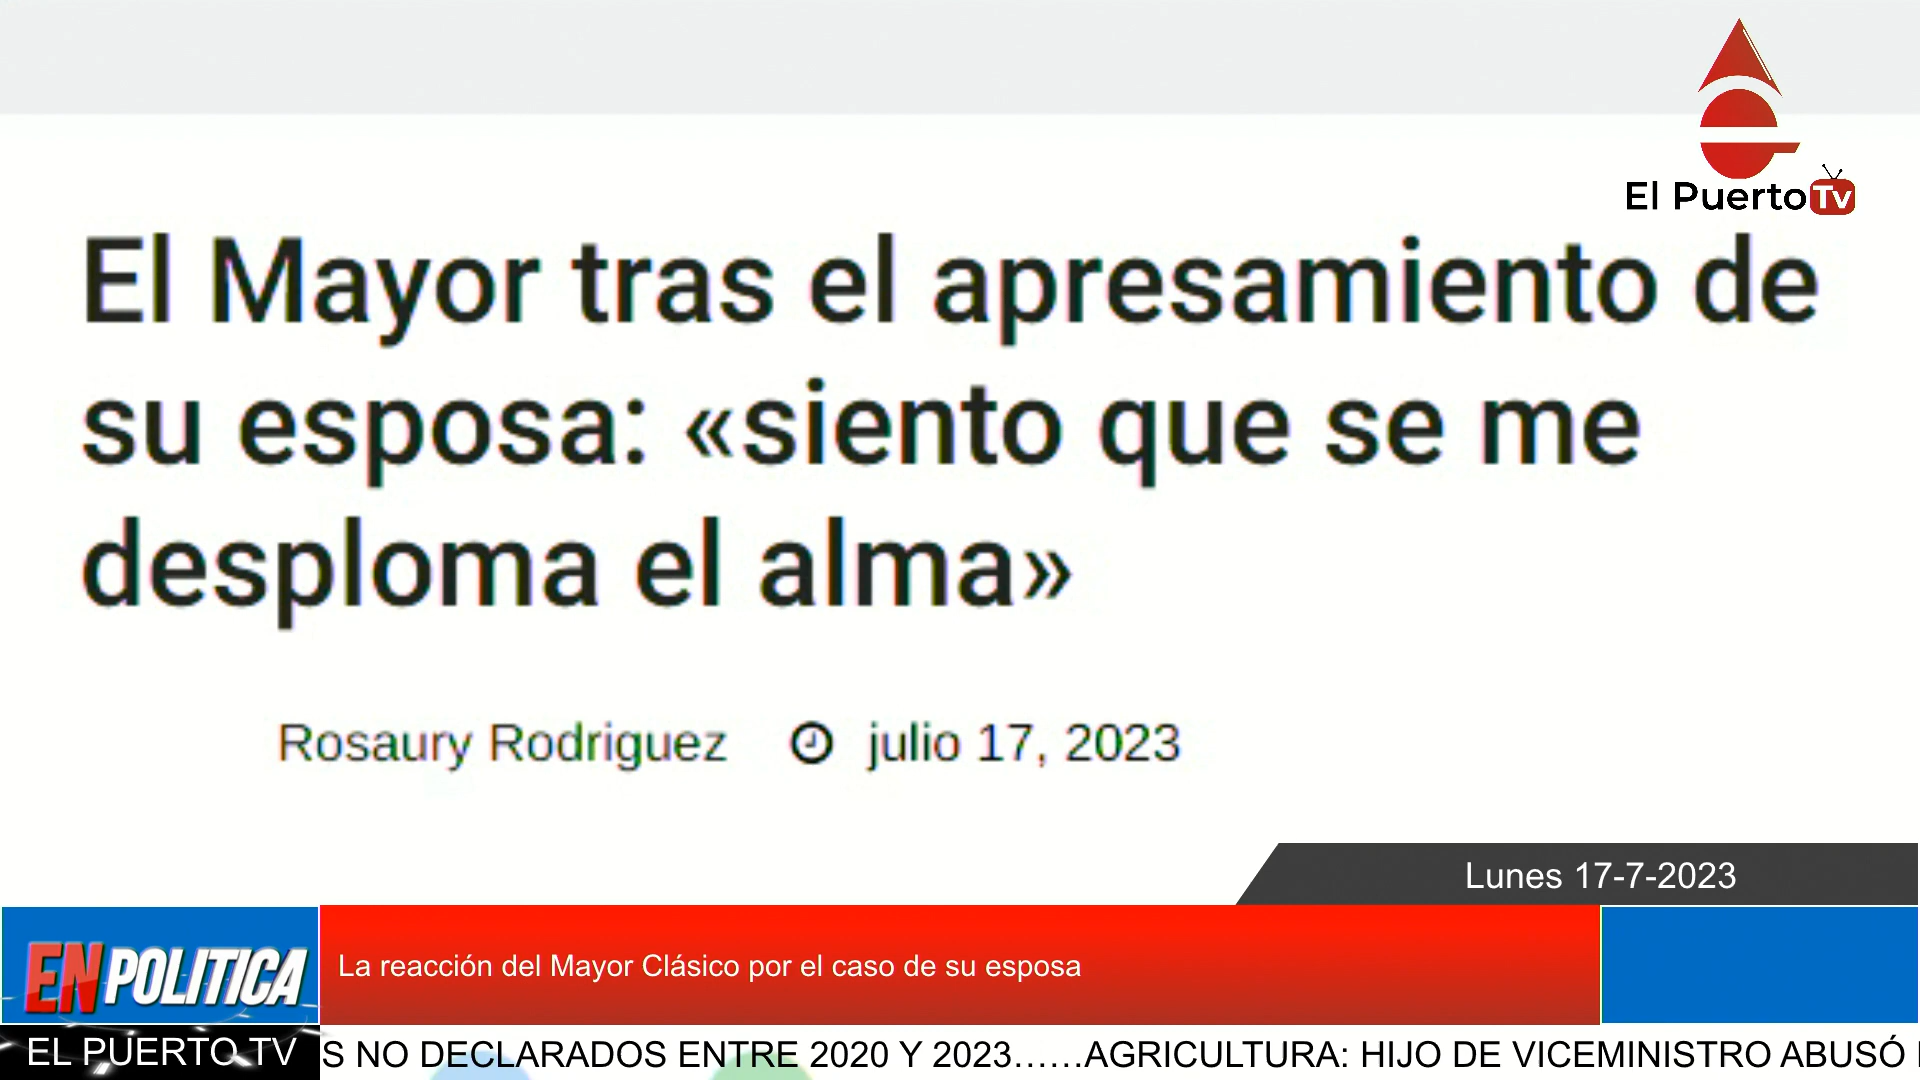 El Puerto Tv
El Mayor tras el apresamiento de
su esposa: «siento que se me
desploma el alma»
Rosaury Rodriguez julio 17, 2023
Lunes 17-7-2023
EN POLITICA
La reacción del Mayor Clásico por el caso de su esposa
EL PUERTO TV
S NO DECLARADOS ENTRE 2020 Y 2023......AGRICULTURA: HIJO DE VICEMINISTRO ABUSÓ